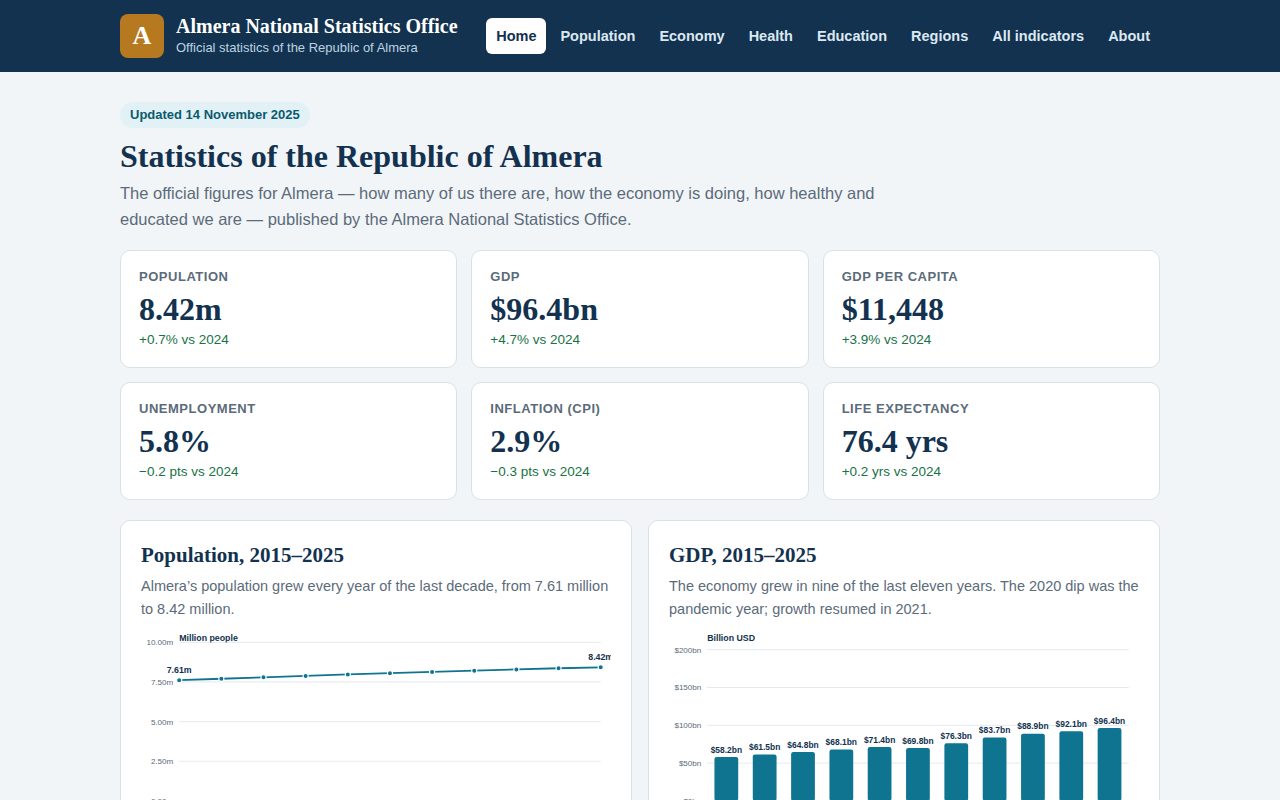 A
Almera National Statistics Office
Official statistics of the Republic of Almera
Home
Population
Economy
Health
Education
Regions
All indicators
About
Updated 14 November 2025
Statistics of the Republic of Almera
The official figures for Almera — how many of us there are, how the economy is doing, how healthy and
educated we are — published by the Almera National Statistics Office.
POPULATION
8.42m
+0.7% vs 2024
GDP
$96.4bn
+4.7% vs 2024
GDP PER CAPITA
$11,448
+3.9% vs 2024
UNEMPLOYMENT
5.8%
−0.2 pts vs 2024
INFLATION (CPI)
2.9%
−0.3 pts vs 2024
LIFE EXPECTANCY
76.4 yrs
+0.2 yrs vs 2024
Population, 2015–2025
Almera’s population grew every year of the last decade, from 7.61 million
to 8.42 million.
Million people
10.00m
7.50m
5.00m
2.50m
7.61m
8.42m
GDP, 2015–2025
The economy grew in nine of the last eleven years. The 2020 dip was the
pandemic year; growth resumed in 2021.
Billion USD
$200bn
$150bn
$100bn
$50bn
$58.2bn
$61.5bn
$64.8bn
$68.1bn
$71.4bn
$69.8bn
$76.3bn
$83.7bn
$88.9bn
$92.1bn
$96.4bn